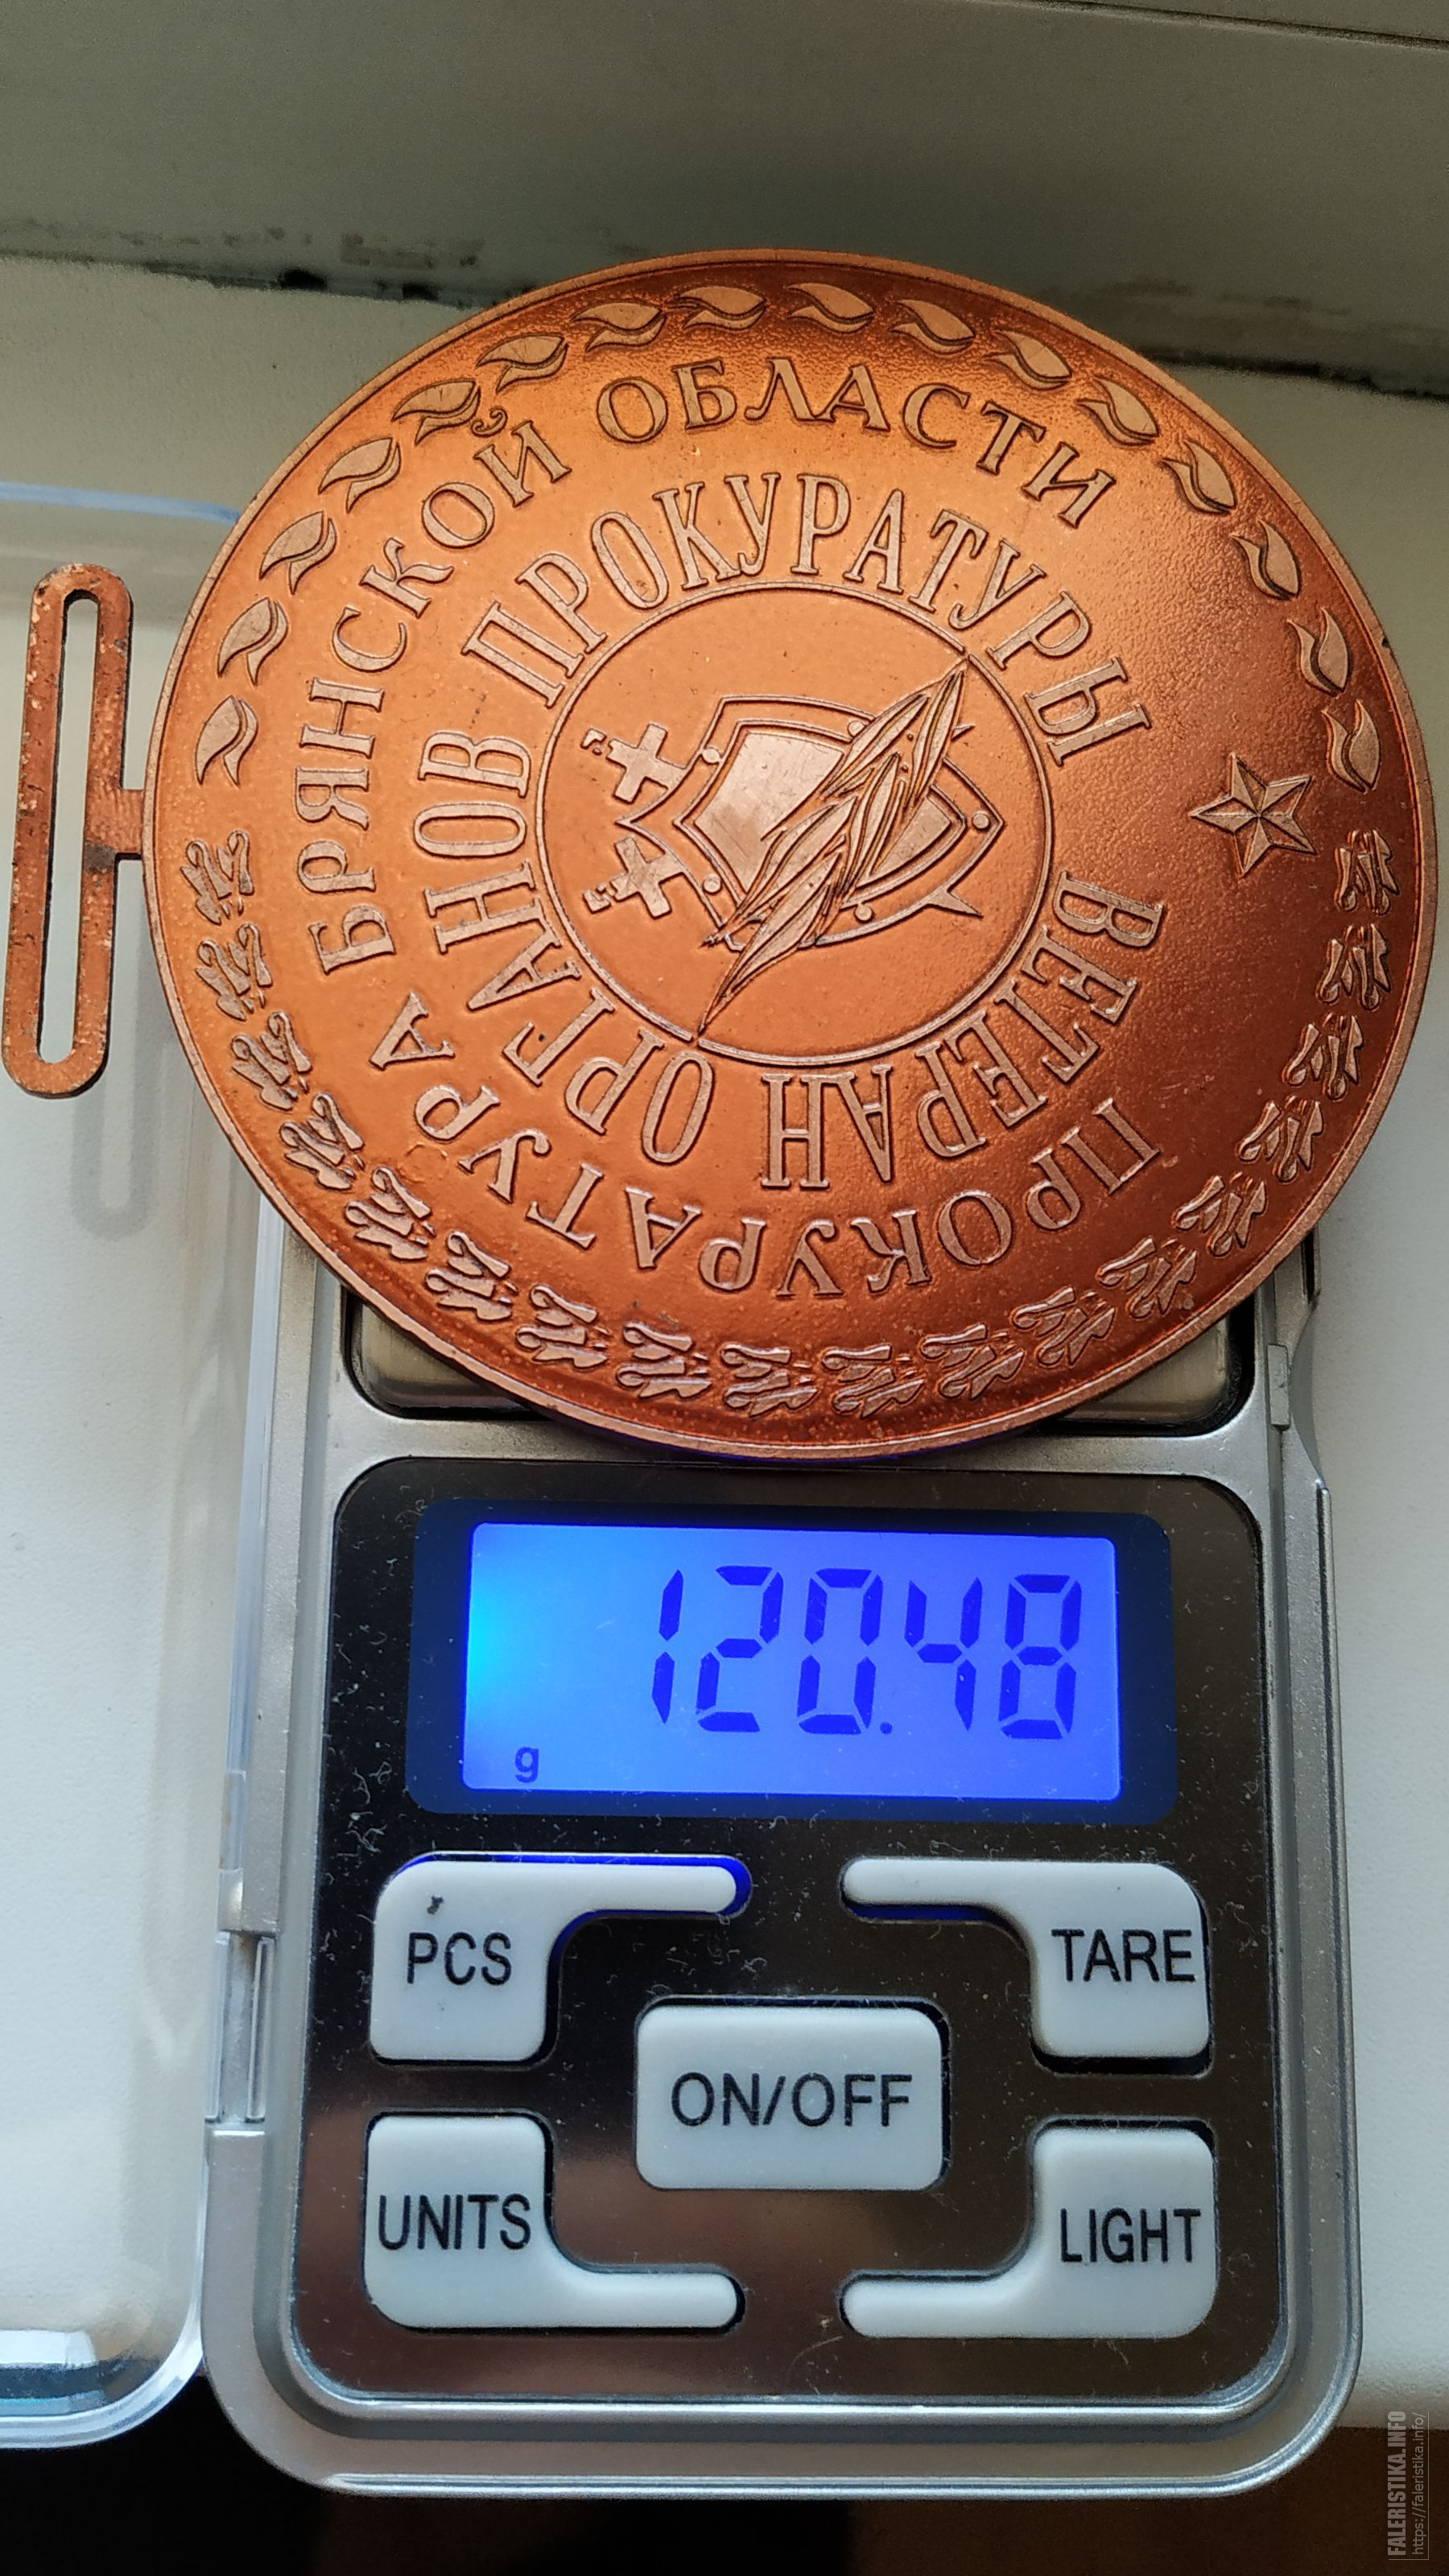 ПРОКУРАТУРА БРЯНСКОЙ ОБЛАСТИ
ВЕТЕРАН ОРГАНОВ ПРОКУРАТУРЫ
120.48
g
PCS
TARE
ON/OFF
UNITS
LIGHT
FALERISTIKA.INFO
https://faleristika.info/